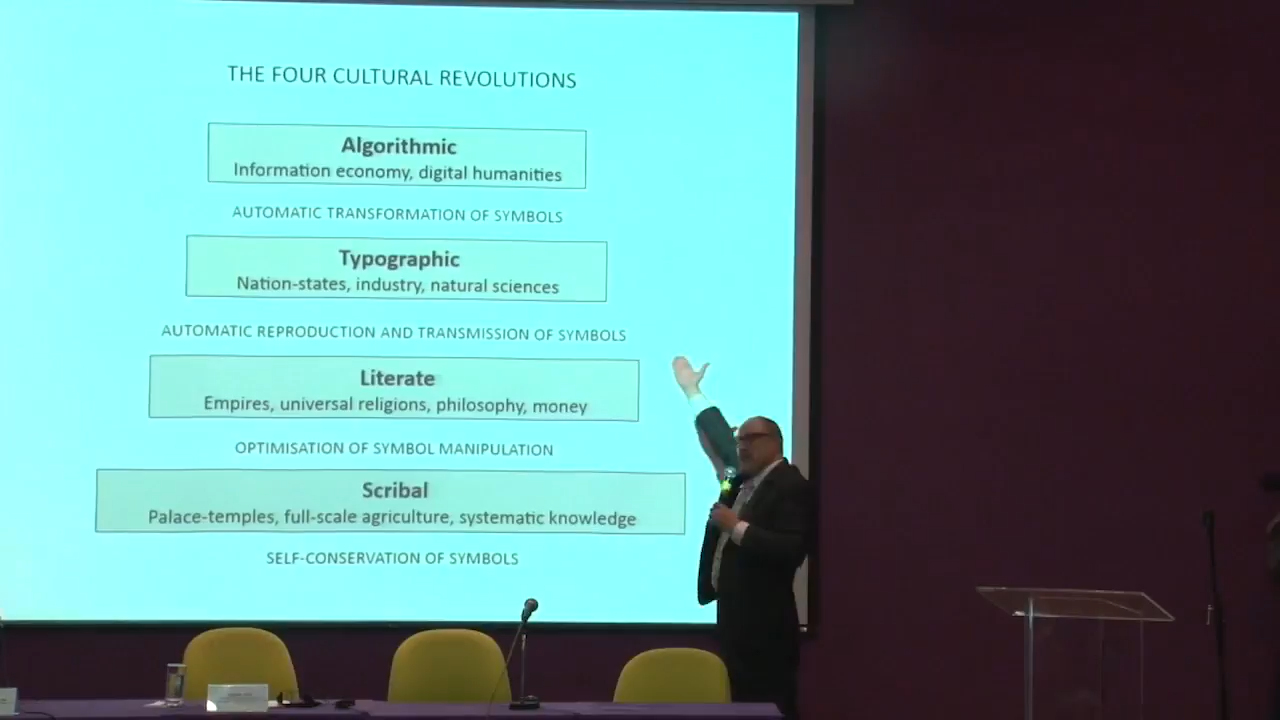 THE FOUR CULTURAL REVOLUTIONS
Algorithmic
Information economy, digital humanities
AUTOMATIC TRANSFORMATION OF SYMBOLS
Typographic
Nation-states, industry, natural sciences
AUTOMATIC REPRODUCTION AND TRANSMISSION OF SYMBOLS
Literate
Empires, universal religions, philosophy, money
OPTIMISATION OF SYMBOL MANIPULATION
Scribal
Palace-temples, full-scale agriculture, systematic knowledge
SELF-CONSERVATION OF SYMBOLS